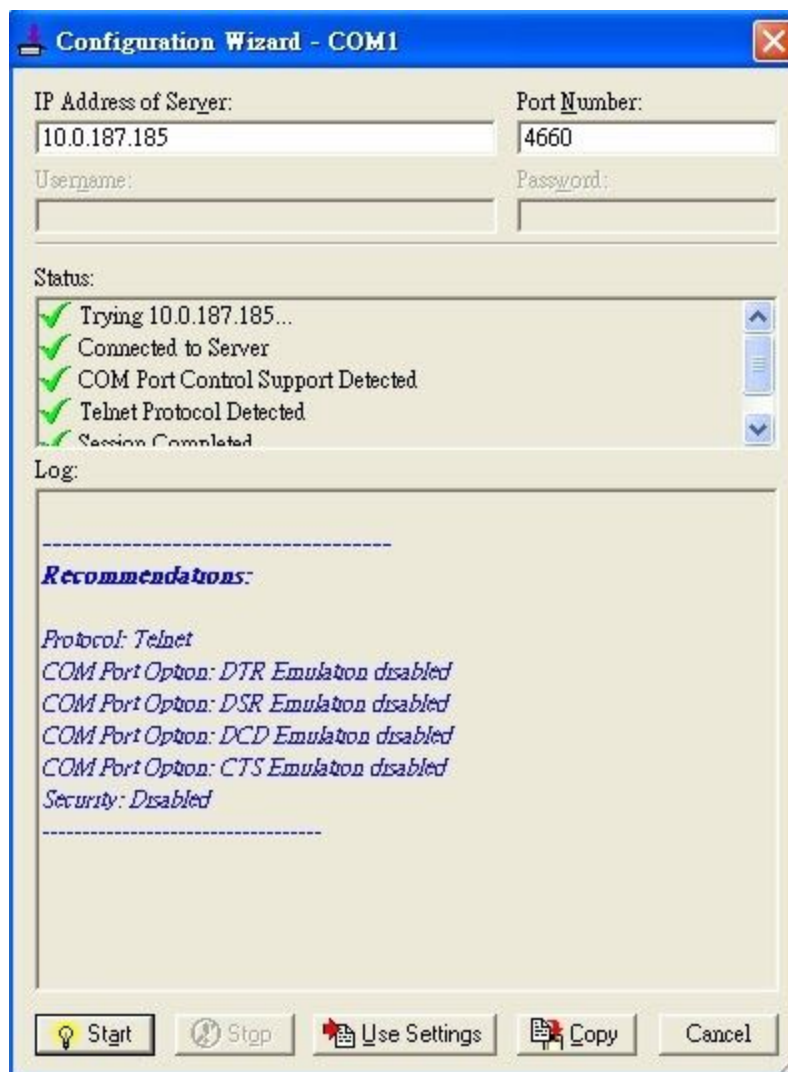 Configuration Wizard - COM1
IP Address of Server:
Port Number:
10.0.187.185
4660
Username:
Password:
Status:
Trying 10.0.187.185...
Connected to Server
COM Port Control Support Detected
Telnet Protocol Detected
Session Completed
Log:
-----------------------------------
Recommendations:
Protocol: Telnet
COM Port Option: DTR Emulation disabled
COM Port Option: DSR Emulation disabled
COM Port Option: DCD Emulation disabled
COM Port Option: CTS Emulation disabled
Security: Disabled
---------------------------------
Start
Stop
Use Settings
Copy
Cancel